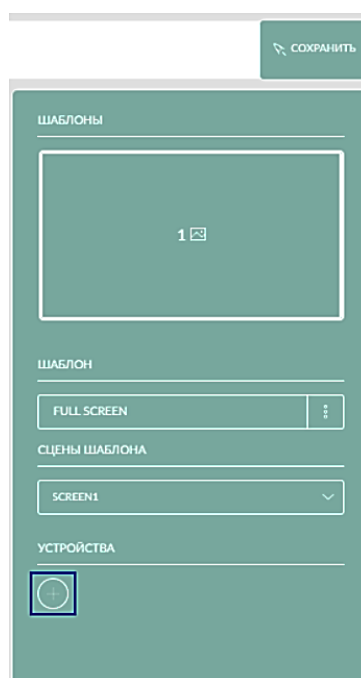 СОХРАНИТЬ
ШАБЛОНЫ
1
ШАБЛОН
FULL SCREEN
СЦЕНЫ ШАБЛОНА
SCREEN1
УСТРОЙСТВА